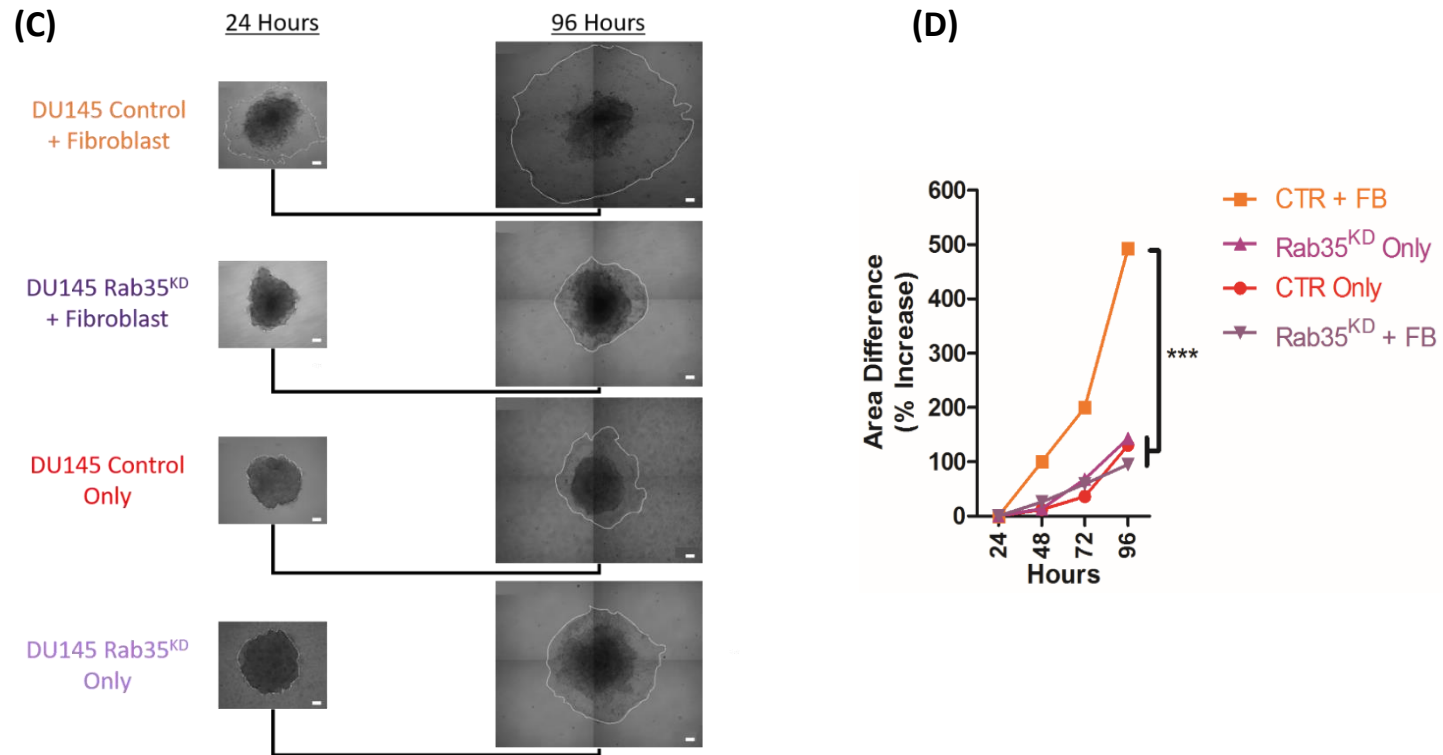 (C)
24 Hours
96 Hours
DU145 Control
+ Fibroblast
DU145 Rab35KD
+ Fibroblast
DU145 Control
Only
DU145 Rab35KD
Only
(D)
600
500
400
300
200
100
0
Area Difference
(% Increase)
24
48
72
96
Hours
***
CTR + FB
Rab35KD Only
CTR Only
Rab35KD + FB